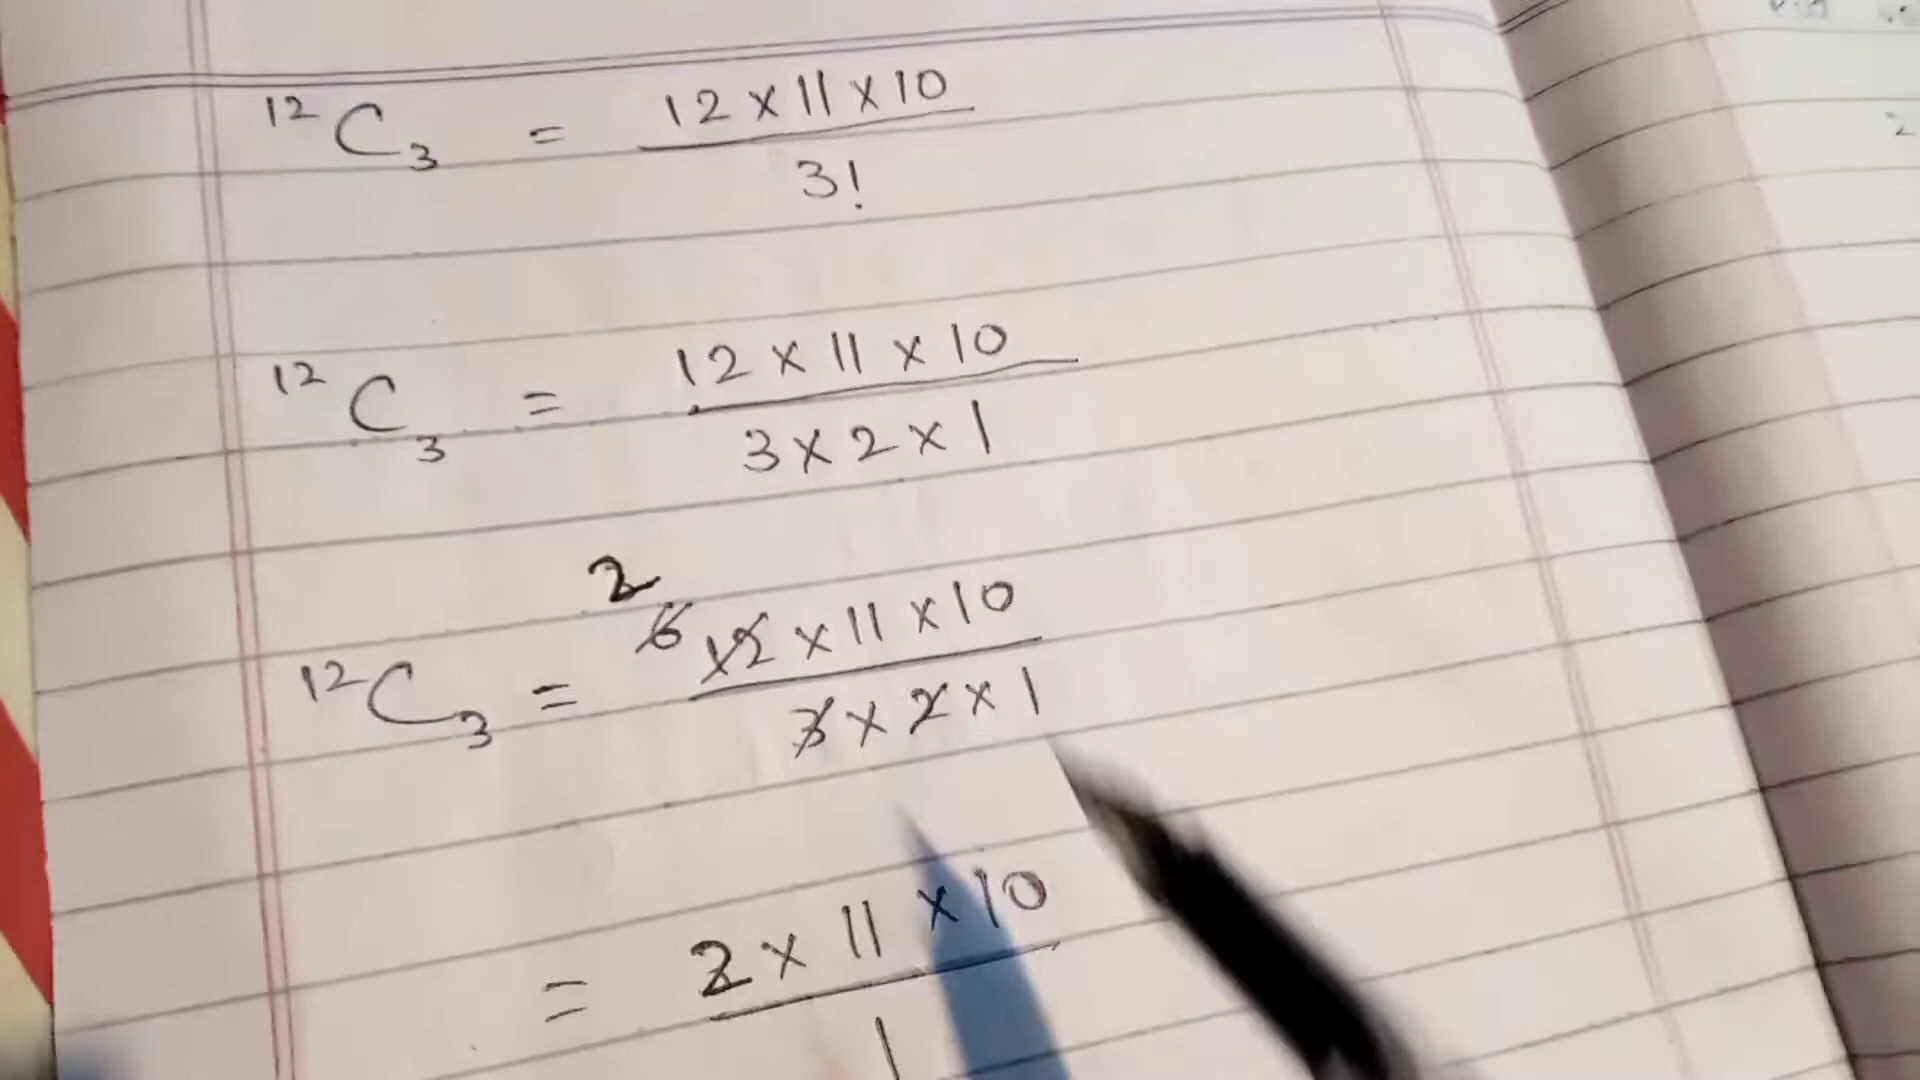 ¹²C₃ = 12 x 11 x 10
3!
¹²C₃ = 12 x 11 x 10
3 x 2 x 1
2
¹²C₃ = 6 12 x 11 x 10
3 x 2 x 1
= 2 x 11 x 10
1